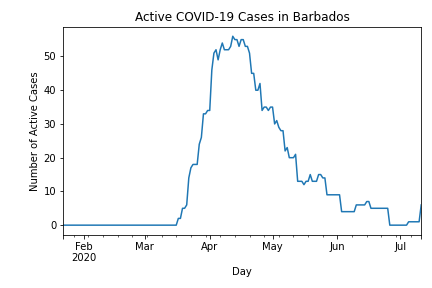 Active COVID-19 Cases in Barbados
Number of Active Cases
50
40
30
20
10
0
Feb
2020
Mar
Apr
May
Jun
Jul
Day